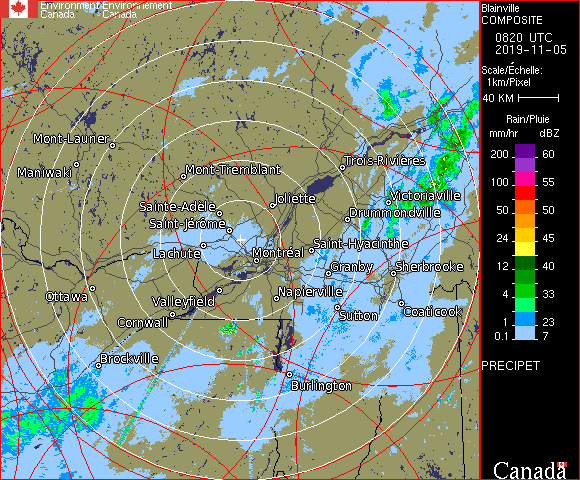 Environment Environnement
Canada Canada
Blainville
COMPOSITE
0820 UTC
2019-11-05
Scale/Échelle:
1km/Pixel
40 KM
Rain/Pluie
mm/hr dBZ
200 60
100 55
50 50
24 45
12 40
4 33
1 23
0.1 7
PRECIPET
Canada
Mont-Laurier
Maniwaki
Mont-Tremblant
Trois-Rivières
Joliette
Victoriaville
Sainte-Adele
Drummondville
Saint-Jérôme
Lachute
Montréal
Saint-Hyacinthe
Granby
Sherbrooke
Ottawa
Valleyfield
Napierville
Cornwall
Sutton
Coaticook
Brockville
Burlington